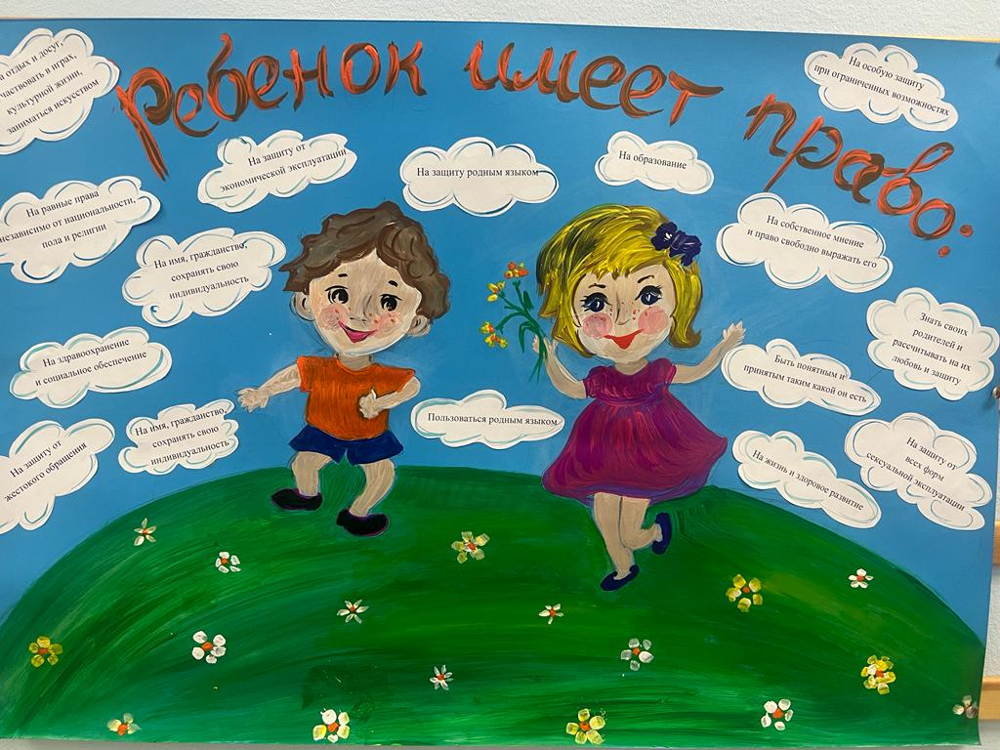 Ребенок имеет право:
отдых и досуг,
участвовать в играх,
культурной жизни,
заниматься искусством
На защиту от
экономической эксплуатации
На защиту родным языком
На образование
На особую защиту
при ограниченных возможностях
На равные права
независимо от национальности,
пола и религии
На имя, гражданство,
сохранять свою
индивидуальность
На собственное мнение
и право свободно выражать его
Знать своих
родителей и
рассчитывать на их
любовь и защиту
На здравоохранение
и социальное обеспечение
Быть понятным и
принятым таким какой он есть
На защиту от
жестокого обращения
На имя, гражданство,
сохранять свою
индивидуальность
Пользоваться родным языком
На жизнь и здоровое развитие
На защиту от
всех форм
сексуальной эксплуатации